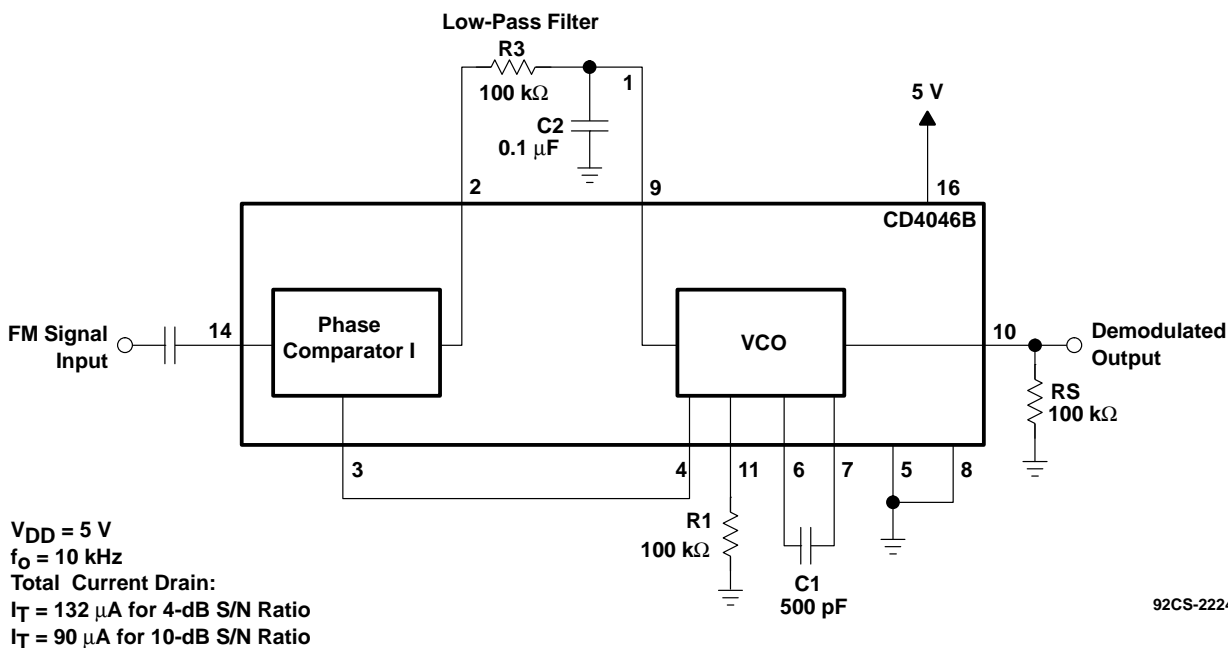 Low-Pass Filter
R3
100 kΩ
1
C2
0.1 μF
5 V
2
9
16
CD4046B
FM Signal
Input
14
Phase
Comparator I
VCO
10
Demodulated
Output
RS
100 kΩ
3
4
11
6
7
5
8
R1
100 kΩ
C1
500 pF
VDD = 5 V
fo = 10 kHz
Total Current Drain:
IT = 132 μA for 4-dB S/N Ratio
IT = 90 μA for 10-dB S/N Ratio
92CS-2224